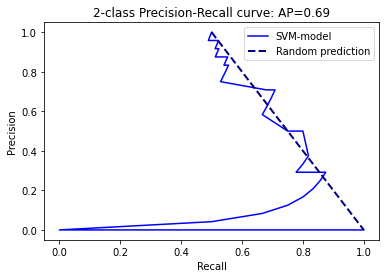 2-class Precision-Recall curve: AP=0.69
SVM-model
Random prediction
Precision
1.0
0.8
0.6
0.4
0.2
0.0
0.0 0.2 0.4 0.6 0.8 1.0
Recall